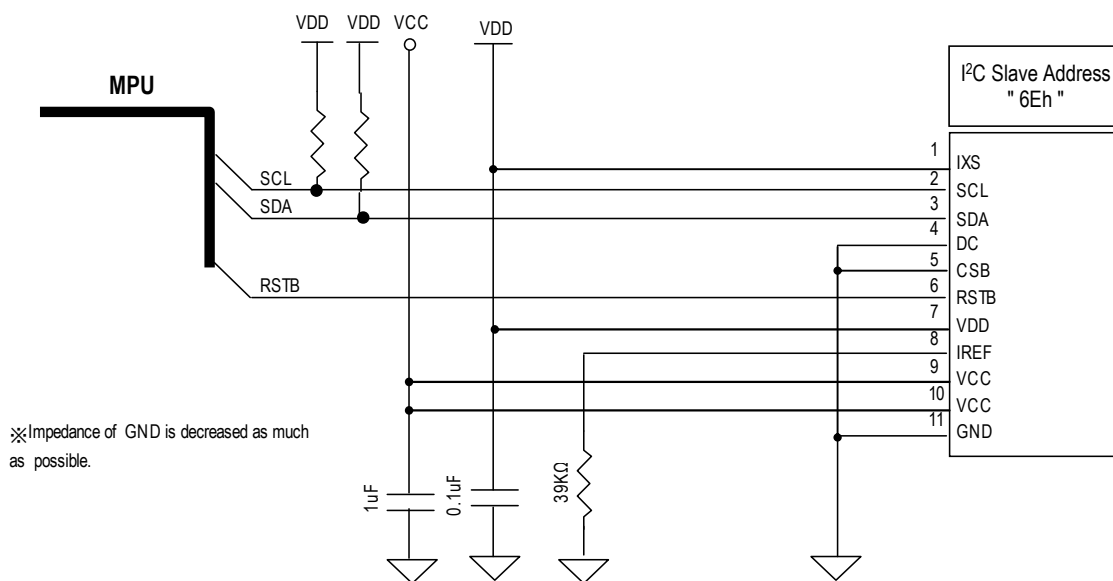 VDD
VDD
VCC
VDD
MPU
I²C Slave Address
" 6Eh "
SCL
SDA
RSTB
1
IXS
2
SCL
3
SDA
4
DC
5
CSB
6
RSTB
7
VDD
8
IREF
9
VCC
10
VCC
11
GND
※Impedance of GND is decreased as much
as possible.
1uF
0.1uF
39KΩ